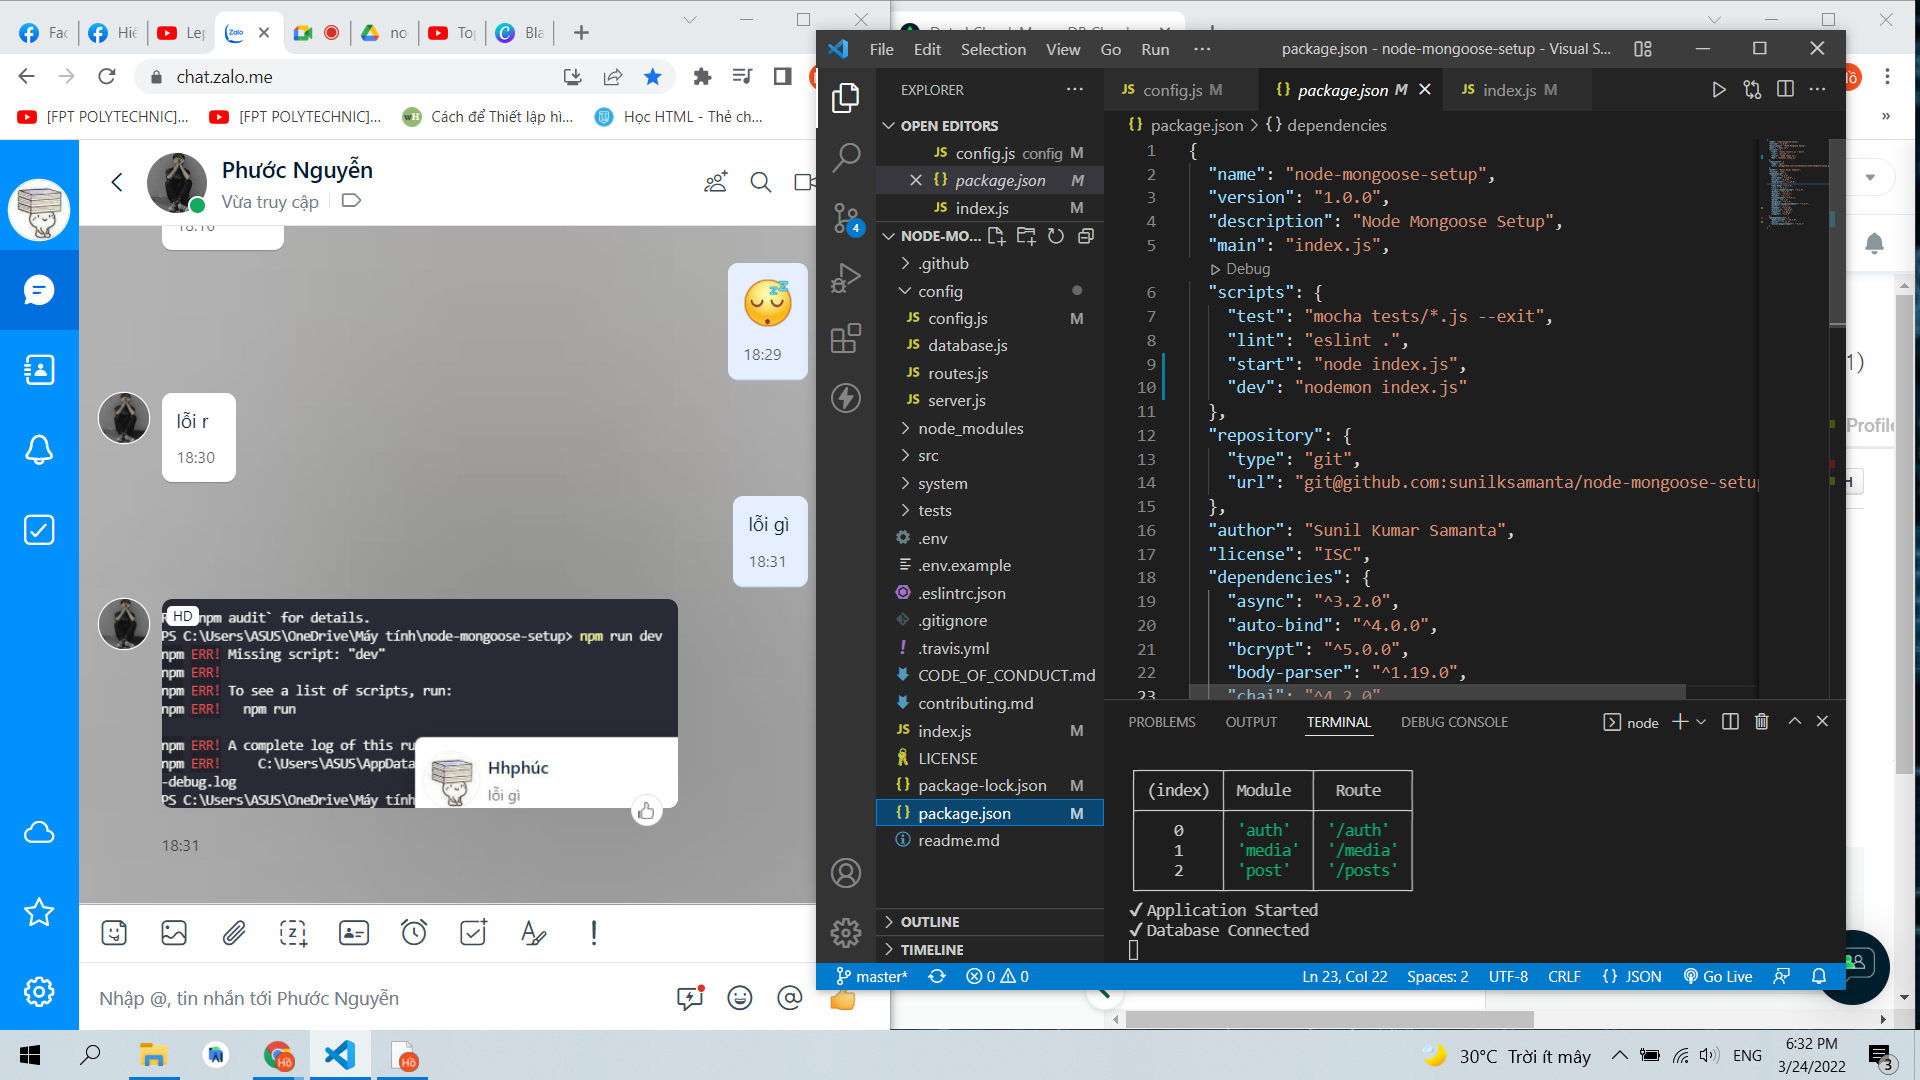 Fac
Hiế
Lep
no
To
Bla
chat.zalo.me
[FPT POLYTECHNIC]...
[FPT POLYTECHNIC]...
Cách để Thiết lập hì...
Học HTML - Thẻ ch...
Phước Nguyễn
Vừa truy cập
18:16
18:29
lỗi r
18:30
lỗi gì
18:31
HD
npm audit` for details.
PS C:\Users\ASUS\OneDrive\Máy tính\node-mongoose-setup> npm run dev
npm ERR! Missing script: "dev"
npm ERR!
npm ERR! To see a list of scripts, run:
npm ERR!   npm run
npm ERR! A complete log of this ru
npm ERR!     C:\Users\ASUS\AppData
-debug.log
PS C:\Users\ASUS\OneDrive\Máy tính
Hhphúc
lỗi gì
18:31
Nhập @, tin nhắn tới Phước Nguyễn
File Edit Selection View Go Run ···
package.json - node-mongoose-setup - Visual S...
EXPLORER
OPEN EDITORS
config.js config M
package.json M
index.js M
NODE-MO...
.github
config
config.js M
database.js
routes.js
server.js
node_modules
src
system
tests
.env
.env.example
.eslintrc.json
.gitignore
.travis.yml
CODE_OF_CONDUCT.md
contributing.md
index.js M
LICENSE
package-lock.json M
package.json M
readme.md
OUTLINE
TIMELINE
4
config.js M
package.json M
index.js M
package.json > {} dependencies
1 {
2 "name": "node-mongoose-setup",
3 "version": "1.0.0",
4 "description": "Node Mongoose Setup",
5 "main": "index.js",
Debug
6 "scripts": {
7 "test": "mocha tests/*.js --exit",
8 "lint": "eslint .",
9 "start": "node index.js",
10 "dev": "nodemon index.js"
11 },
12 "repository": {
13 "type": "git",
14 "url": "git@github.com:sunilksamanta/node-mongoose-setup
15 },
16 "author": "Sunil Kumar Samanta",
17 "license": "ISC",
18 "dependencies": {
19 "async": "^3.2.0",
20 "auto-bind": "^4.0.0",
21 "bcrypt": "^5.0.0",
22 "body-parser": "^1.19.0",
23 "chai": "^4.2.0"
PROBLEMS OUTPUT TERMINAL DEBUG CONSOLE
node
(index) Module Route
0 'auth' '/auth'
1 'media' '/media'
2 'post' '/posts'
✓ Application Started
✓ Database Connected
master*
0 0
Ln 23, Col 22
Spaces: 2
UTF-8
CRLF
{} JSON
Go Live
Hồ
1)
Profile
H
30°C Trời ít mây
ENG
6:32 PM
3/24/2022
3